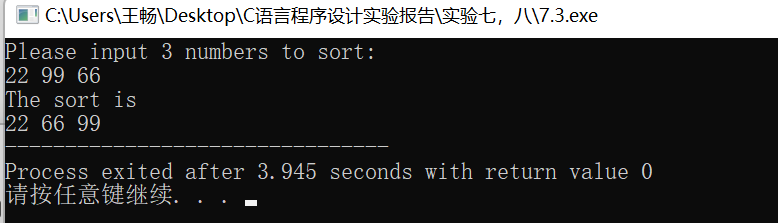 C:\Users\王畅\Desktop\C语言程序设计实验报告\实验七，八\7.3.exe
Please input 3 numbers to sort:
22 99 66
The sort is
22 66 99
--------------------------------
Process exited after 3.945 seconds with return value 0
请按任意键继续. . .